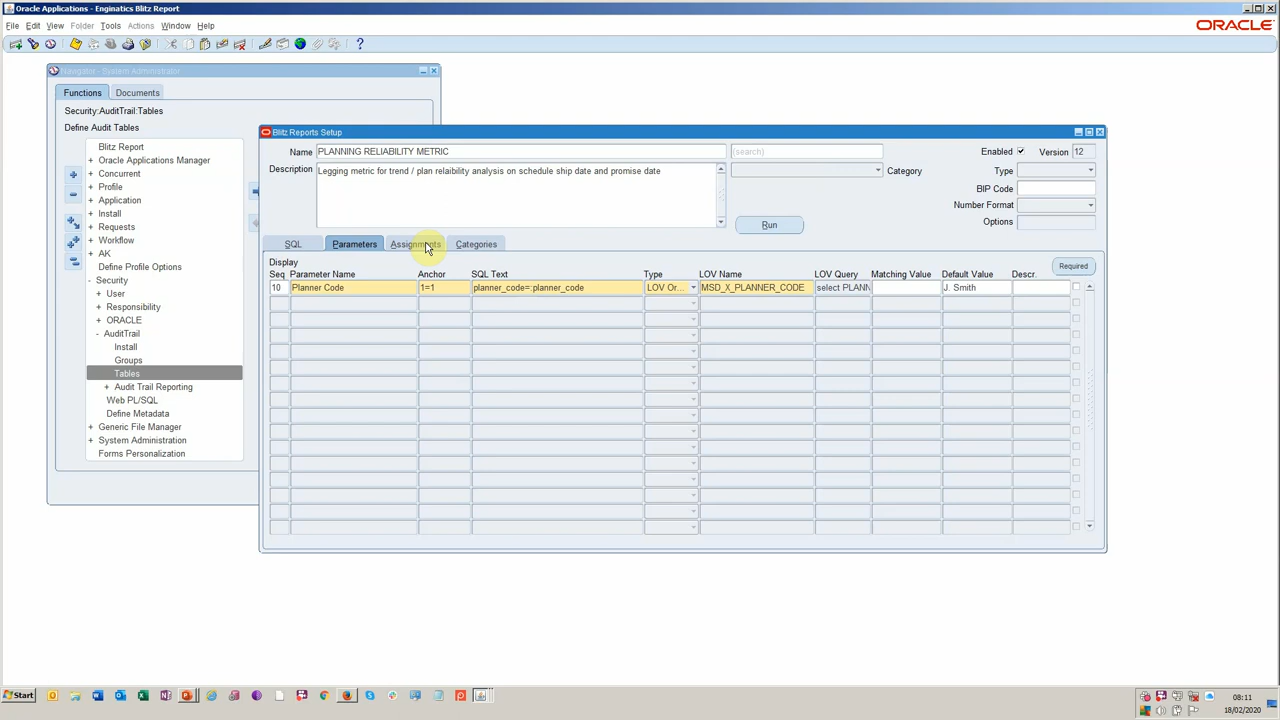 Oracle Applications - Enginatics Blitz Report
File Edit View Folder Tools Actions Window Help
ORACLE
Navigator - System Administrator
Functions Documents
Security:AuditTrail:Tables
Define Audit Tables
Blitz Report
+ Oracle Applications Manager
+ Concurrent
+ Profile
+ Application
+ Install
+ Requests
+ Workflow
+ AK
Define Profile Options
- Security
+ User
+ Responsibility
+ ORACLE
- AuditTrail
Install
Groups
Tables
+ Audit Trail Reporting
Web PL/SQL
Define Metadata
+ Generic File Manager
+ System Administration
Forms Personalization
Blitz Reports Setup
Name PLANNING RELIABILITY METRIC (search) Enabled Version 12
Description Legging metric for trend / plan relaibility analysis on schedule ship date and promise date Category Type
BIP Code
Number Format
Options
Run
SQL Parameters Assignments Categories
Display Required
Seq Parameter Name Anchor SQL Text Type LOV Name LOV Query Matching Value Default Value Descr.
10 Planner Code 1=1 planner_code=:planner_code LOV Or... MSD_X_PLANNER_CODE select PLANN J. Smith
Start
08:11
18/02/2020